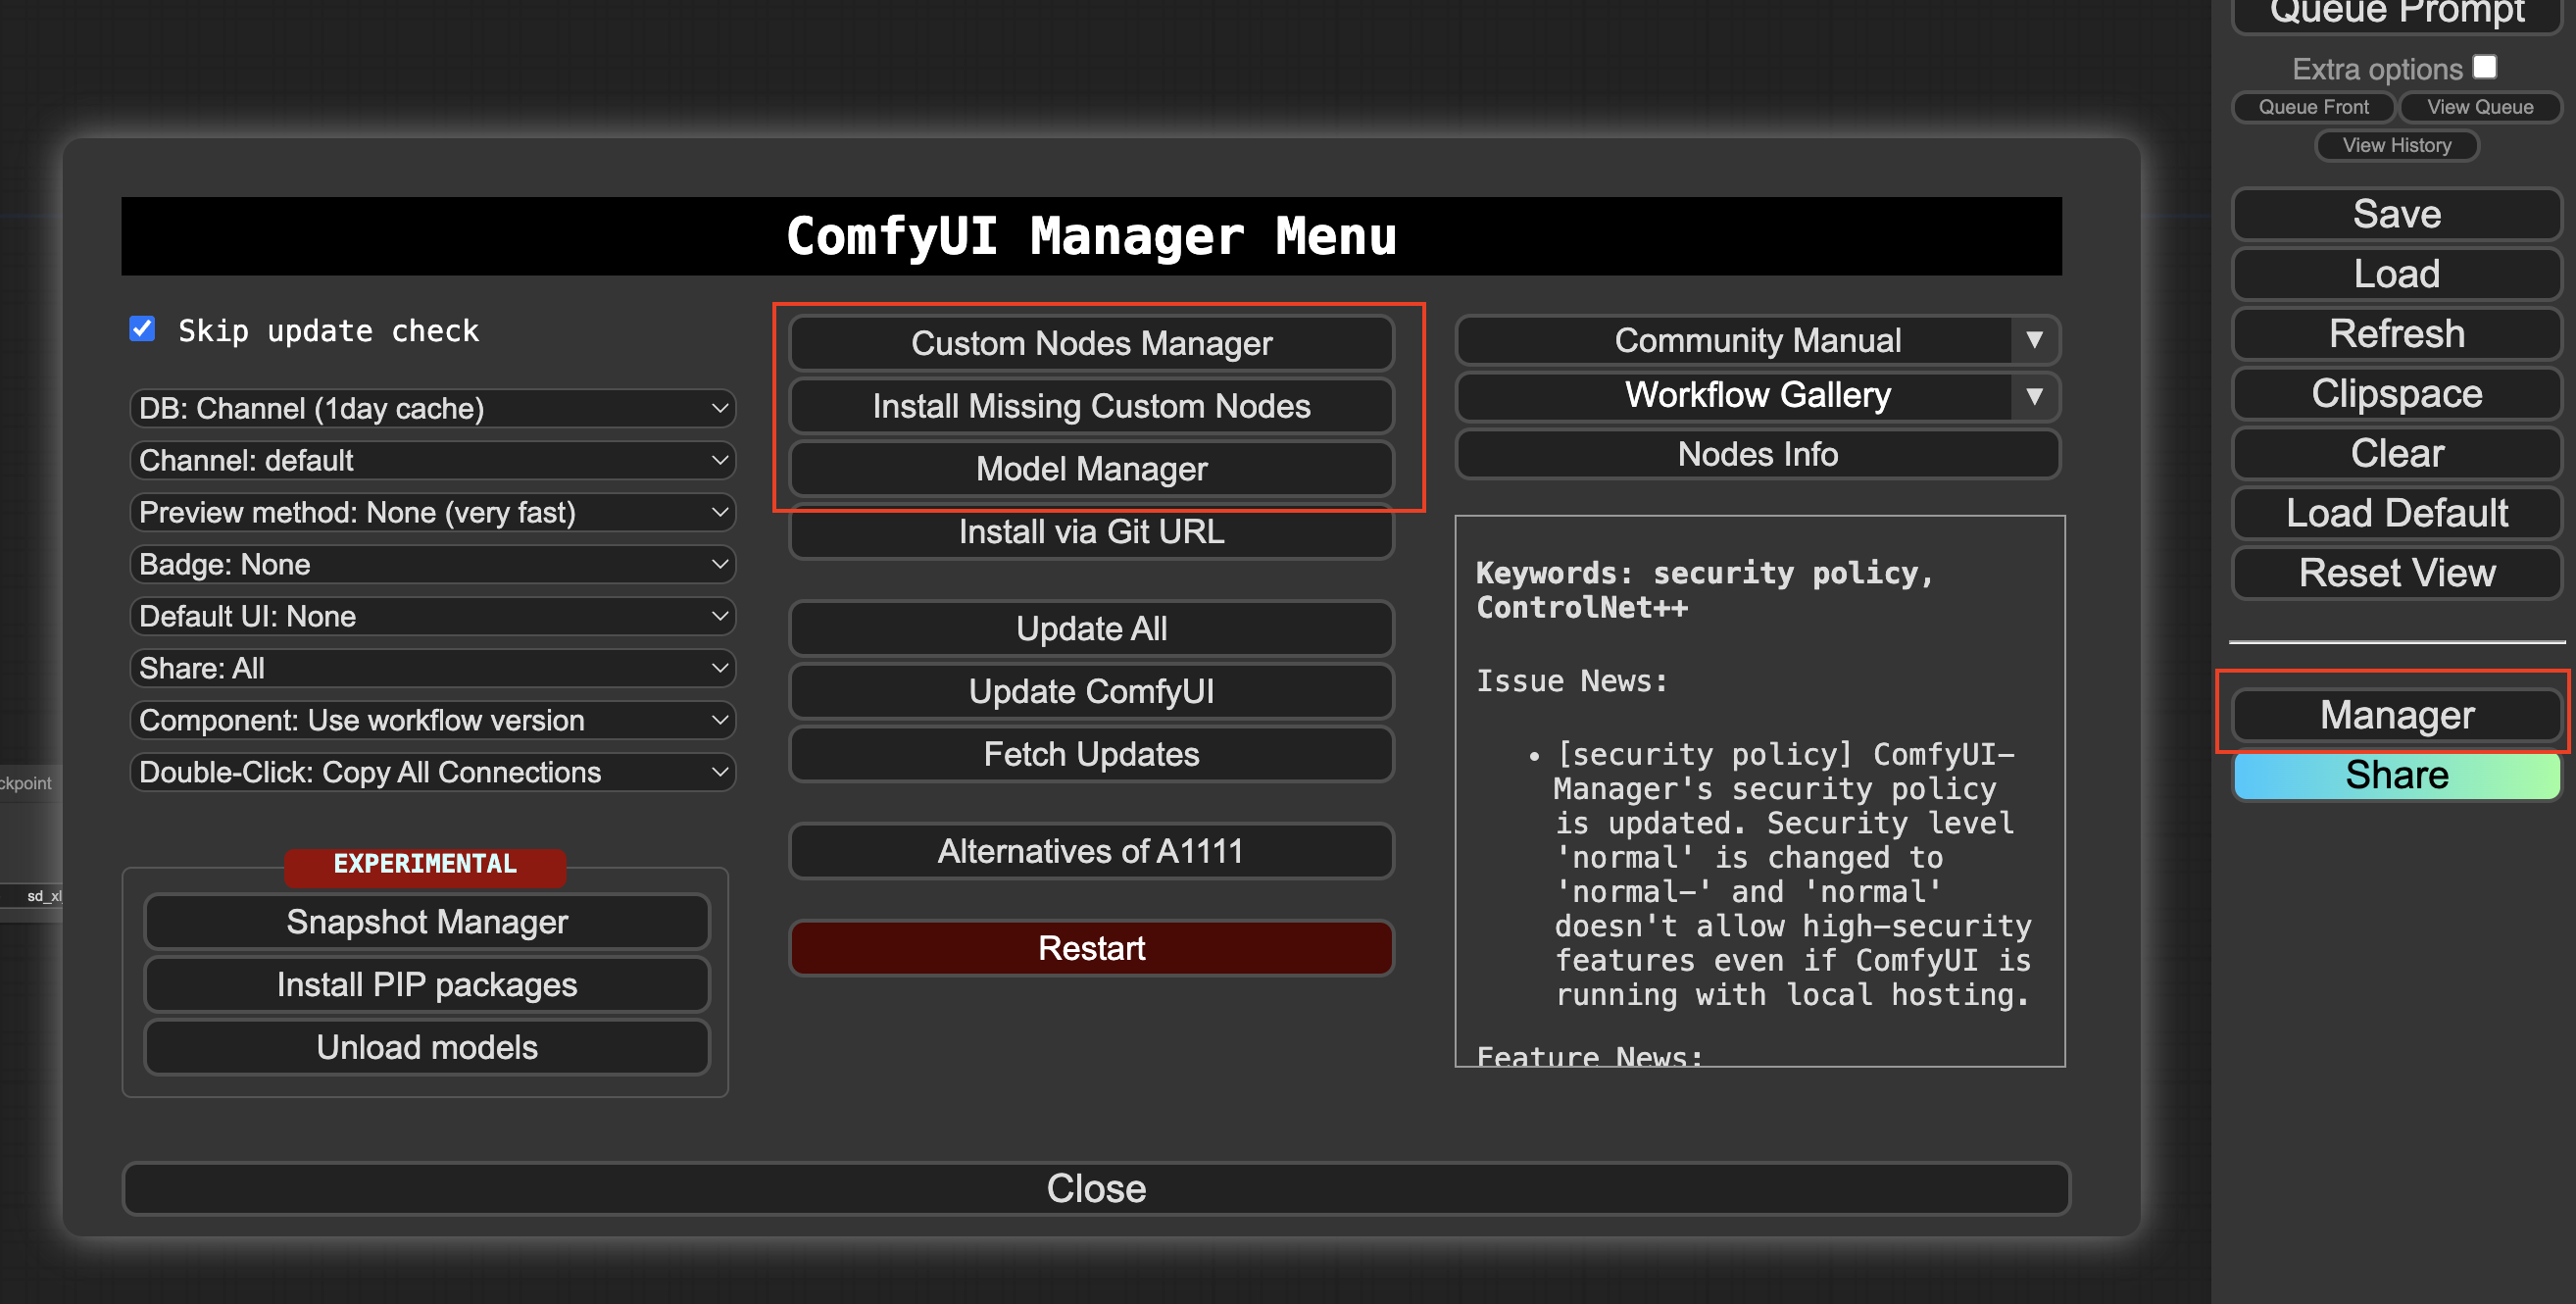 ComfyUI Manager Menu
Skip update check
DB: Channel (1day cache)
Channel: default
Preview method: None (very fast)
Badge: None
Default UI: None
Share: All
Component: Use workflow version
Double-Click: Copy All Connections
EXPERIMENTAL
Snapshot Manager
Install PIP packages
Unload models
Custom Nodes Manager
Install Missing Custom Nodes
Model Manager
Install via Git URL
Update All
Update ComfyUI
Fetch Updates
Alternatives of A1111
Restart
Community Manual ▼
Workflow Gallery ▼
Nodes Info
Keywords: security policy,
ControlNet++
Issue News:
• [security policy] ComfyUI-
Manager's security policy
is updated. Security level
'normal' is changed to
'normal-' and 'normal'
doesn't allow high-security
features even if ComfyUI is
running with local hosting.
Feature News:
Close
Queue Prompt
Extra options
Queue Front
View Queue
View History
Save
Load
Refresh
Clipspace
Clear
Load Default
Reset View
Manager
Share
ckpoint
sd_xl